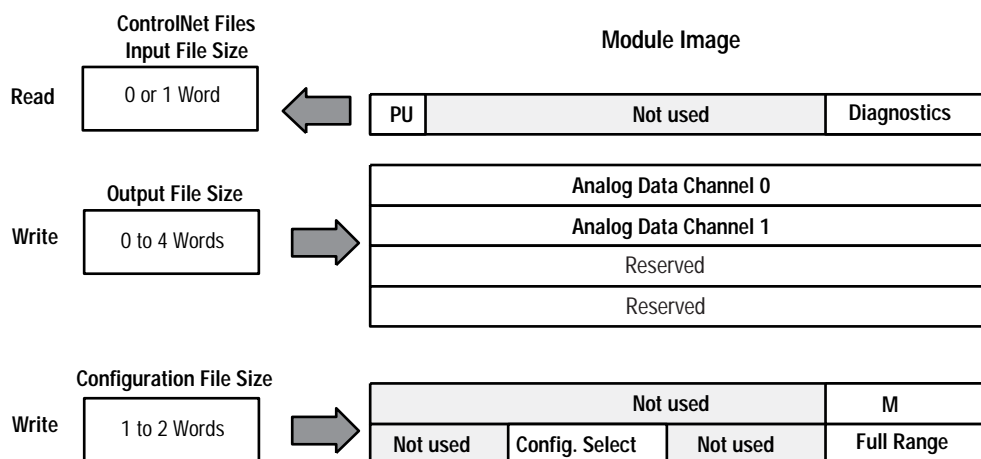 ControlNet Files
Input File Size
Module Image
Read
0 or 1 Word
PU
Not used
Diagnostics
Output File Size
Write
0 to 4 Words
Analog Data Channel 0
Analog Data Channel 1
Reserved
Reserved
Configuration File Size
Write
1 to 2 Words
Not used
M
Not used
Config. Select
Not used
Full Range